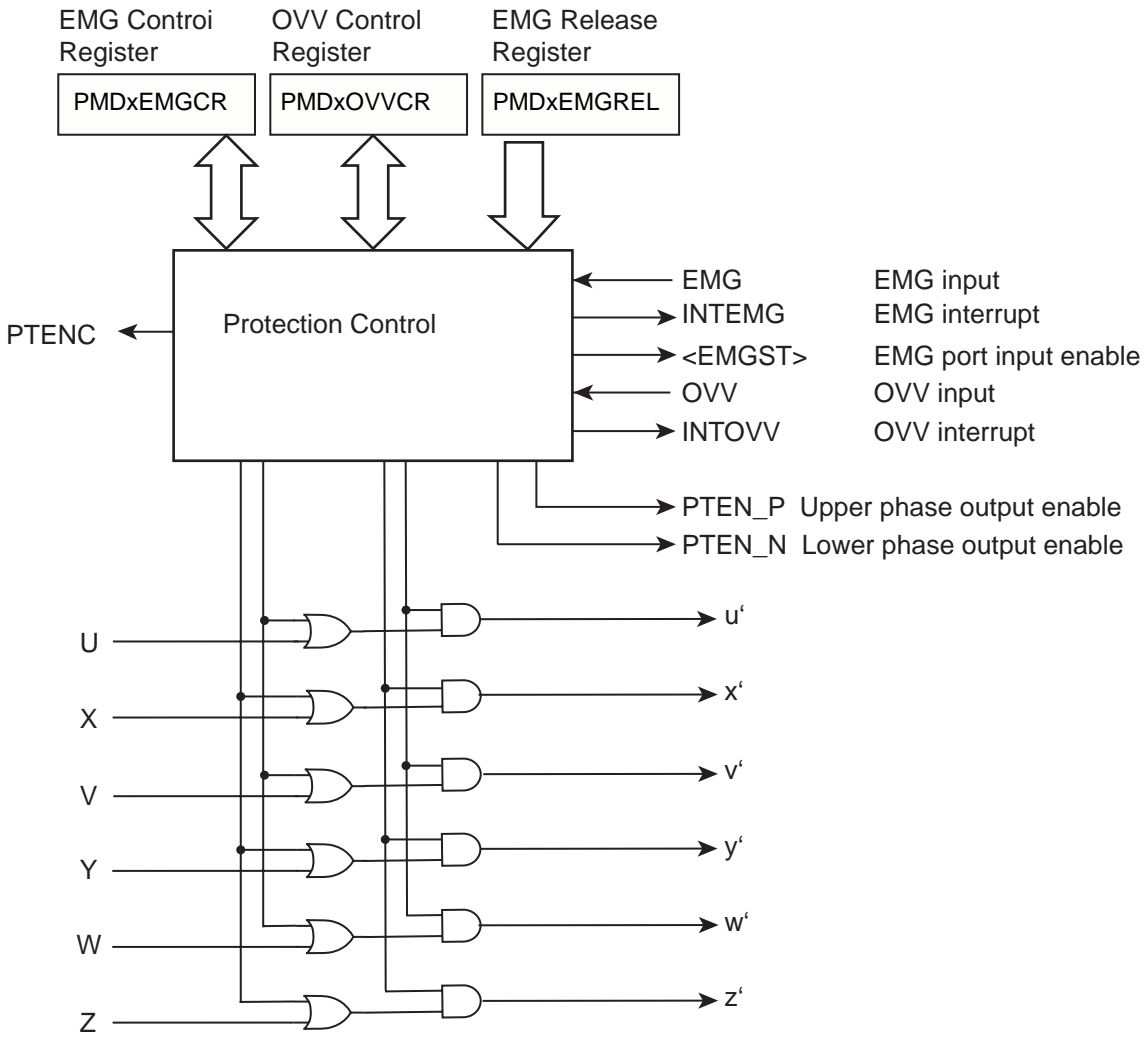 EMG Controi
Register
OVV Control
Register
EMG Release
Register
PMDxEMGCR
PMDxOVVCR
PMDxEMGREL
Protection Control
PTENC
EMG EMG input
INTEMG EMG interrupt
<EMGST> EMG port input enable
OVV OVV input
INTOVV OVV interrupt
PTEN_P Upper phase output enable
PTEN_N Lower phase output enable
U u‘
X x‘
V v‘
Y y‘
W w‘
Z z‘